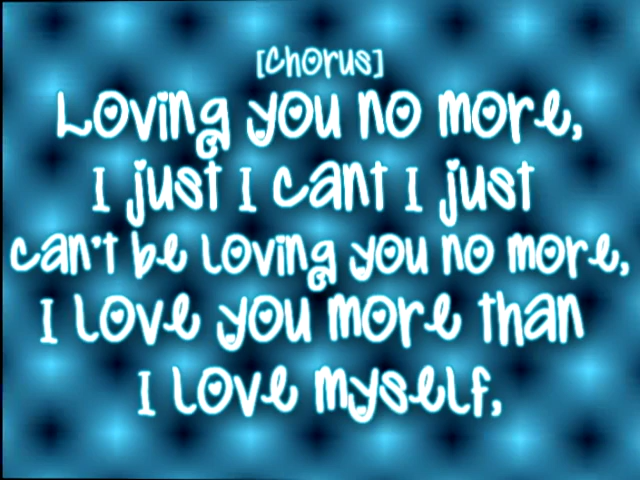 [Chorus]
Loving you no more,
I just I cant I just
can't be loving you no more,
I love you more than
I love myself,